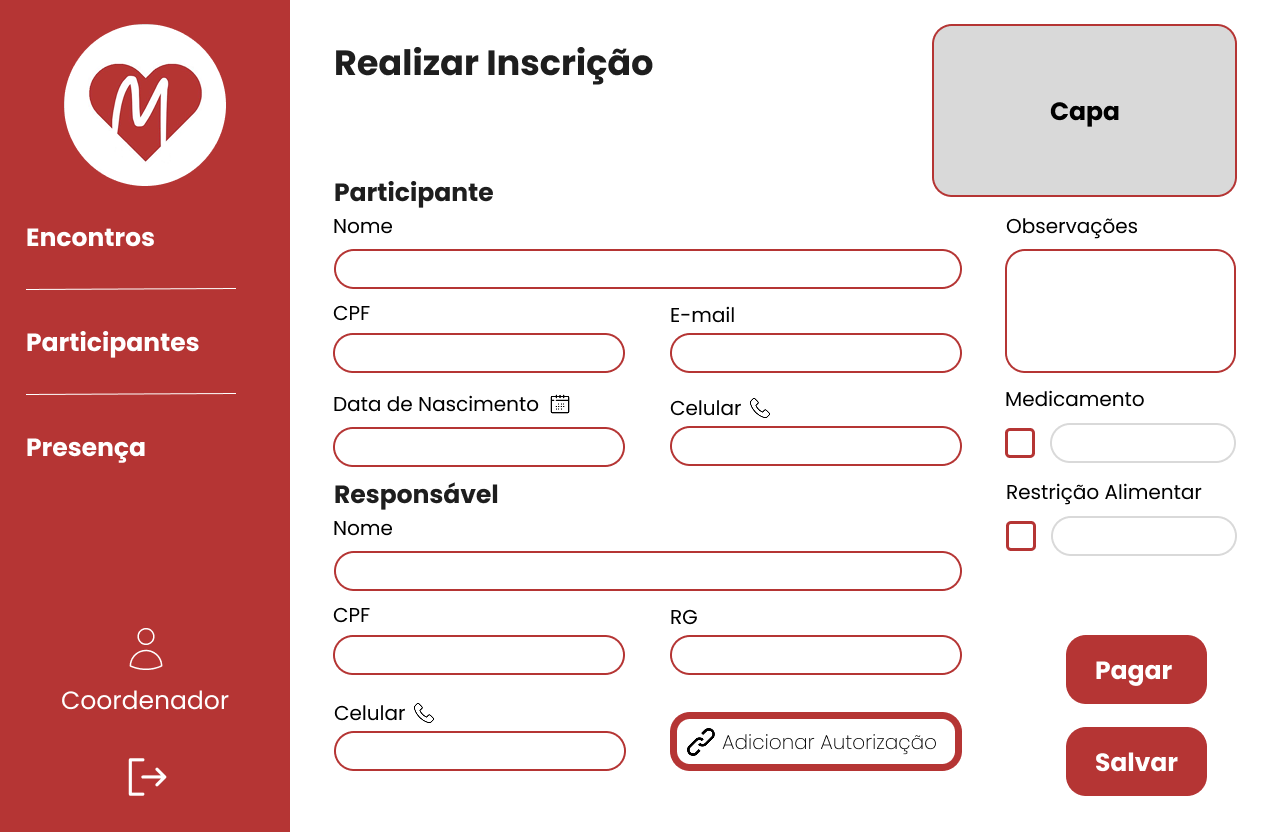 M
Encontros
Participantes
Presença
Coordenador
Realizar Inscrição
Capa
Participante
Nome
CPF
E-mail
Data de Nascimento
Celular
Responsável
Nome
CPF
RG
Celular
Adicionar Autorização
Observações
Medicamento
Restrição Alimentar
Pagar
Salvar